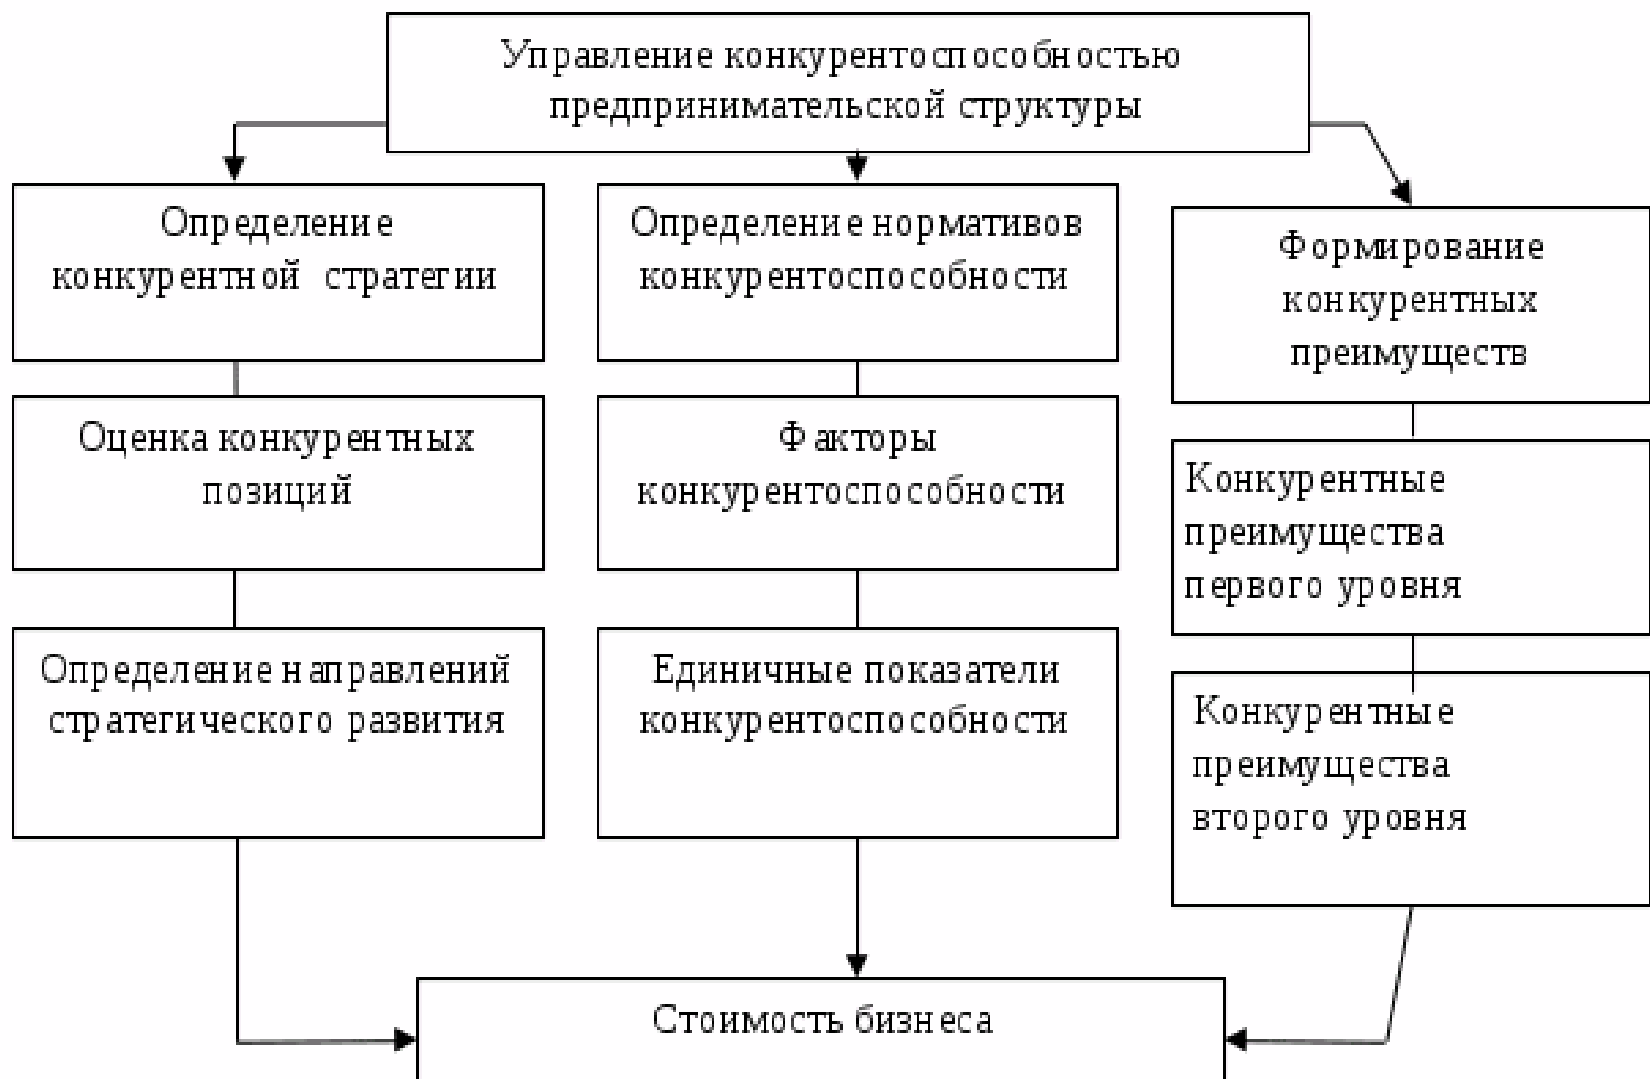 Управление конкурентоспособностью
предпринимательской структуры
Определение
конкурентной стратегии
Определение нормативов
конкурентоспособности
Формирование
конкурентных
преимуществ
Оценка конкурентных
позиций
Факторы
конкурентоспособности
Конкурентные
преимущества
первого уровня
Определение направлений
стратегического развития
Единичные показатели
конкурентоспособности
Конкурентные
преимущества
второго уровня
Стоимость бизнеса